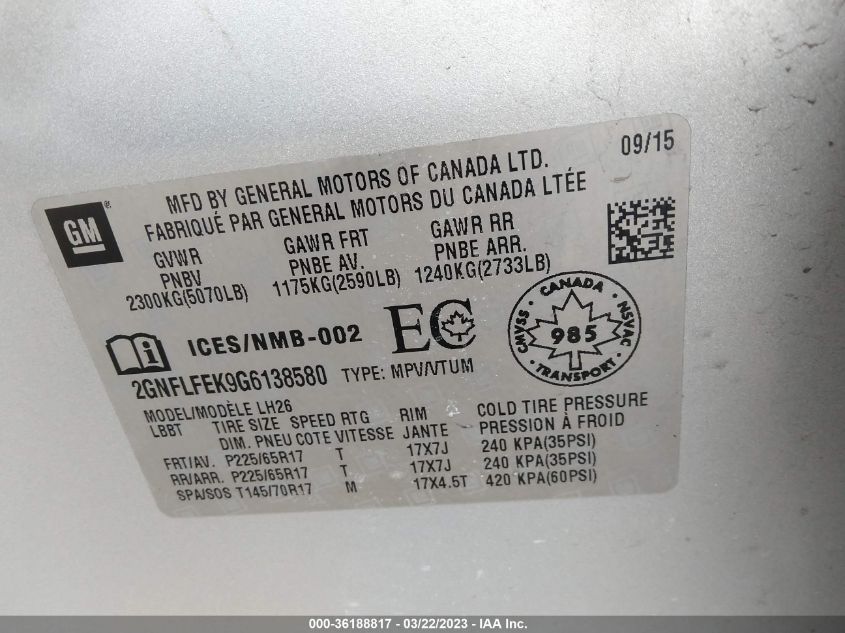 09/15
MFD BY GENERAL MOTORS OF CANADA LTD.
FABRIQUÉ PAR GENERAL MOTORS DU CANADA LTÉE
GM
GVWR GAWR FRT GAWR RR
PNBV PNBE AV. PNBE ARR.
2300KG(5070LB) 1175KG(2590LB) 1240KG(2733LB)
ICES/NMB-002 EC
CANADA
CMVSS 985 NSVAC
TRANSPORT
2GNFLFEK9G6138580 TYPE: MPV/VTUM
MODEL/MODÈLE LH26
LBBT TIRE SIZE SPEED RTG RIM COLD TIRE PRESSURE
DIM. PNEU COTE VITESSE JANTE PRESSION À FROID
FRT/AV. P225/65R17 T 17X7J 240 KPA(35PSI)
RR/ARR. P225/65R17 T 17X7J 240 KPA(35PSI)
SPA/SOS T145/70R17 M 17X4.5T 420 KPA(60PSI)
000-36188817 - 03/22/2023 - IAA Inc.